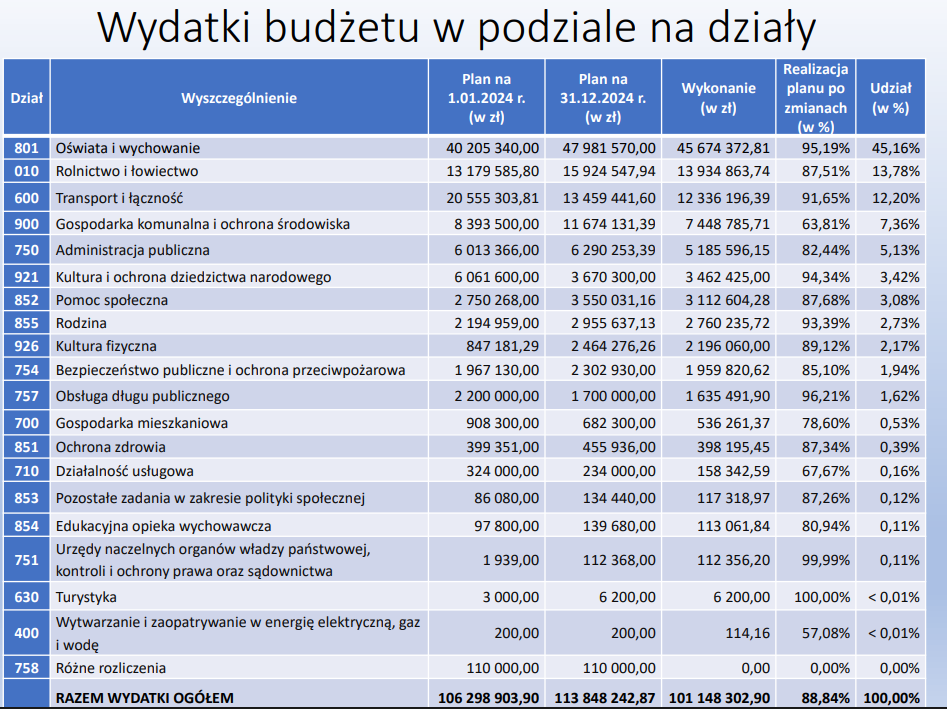 Wydatki budżetu w podziale na działy
Dział Wyszczególnienie Plan na 1.01.2024 r. (w zł) Plan na 31.12.2024 r. (w zł) Wykonanie (w zł) Realizacja planu po zmianach (w %) Udział (w %)
801 Oświata i wychowanie 40 205 340,00 47 981 570,00 45 674 372,81 95,19% 45,16%
010 Rolnictwo i łowiectwo 13 179 585,80 15 924 547,94 13 934 863,74 87,51% 13,78%
600 Transport i łączność 20 555 303,81 13 459 441,60 12 336 196,39 91,65% 12,20%
900 Gospodarka komunalna i ochrona środowiska 8 393 500,00 11 674 131,39 7 448 785,71 63,81% 7,36%
750 Administracja publiczna 6 013 366,00 6 290 253,39 5 185 596,15 82,44% 5,13%
921 Kultura i ochrona dziedzictwa narodowego 6 061 600,00 3 670 300,00 3 462 425,00 94,34% 3,42%
852 Pomoc społeczna 2 750 268,00 3 550 031,16 3 112 604,28 87,68% 3,08%
855 Rodzina 2 194 959,00 2 955 637,13 2 760 235,72 93,39% 2,73%
926 Kultura fizyczna 847 181,29 2 464 276,26 2 196 060,00 89,12% 2,17%
754 Bezpieczeństwo publiczne i ochrona przeciwpożarowa 1 967 130,00 2 302 930,00 1 959 820,62 85,10% 1,94%
757 Obsługa długu publicznego 2 200 000,00 1 700 000,00 1 635 491,90 96,21% 1,62%
700 Gospodarka mieszkaniowa 908 300,00 682 300,00 536 261,37 78,60% 0,53%
851 Ochrona zdrowia 399 351,00 455 936,00 398 195,45 87,34% 0,39%
710 Działalność usługowa 324 000,00 234 000,00 158 342,59 67,67% 0,16%
853 Pozostałe zadania w zakresie polityki społecznej 86 080,00 134 440,00 117 318,97 87,26% 0,12%
854 Edukacyjna opieka wychowawcza 97 800,00 139 680,00 113 061,84 80,94% 0,11%
751 Urzędy naczelnych organów władzy państwowej,
kontroli i ochrony prawa oraz sądownictwa 1 939,00 112 368,00 112 356,20 99,99% 0,11%
630 Turystyka 3 000,00 6 200,00 6 200,00 100,00% < 0,01%
400 Wytwarzanie i zaopatrywanie w energię elektryczną, gaz
i wodę 200,00 200,00 114,16 57,08% < 0,01%
758 Różne rozliczenia 110 000,00 110 000,00 0,00 0,00% 0,00%
RAZEM WYDATKI OGÓŁEM 106 298 903,90 113 848 242,87 101 148 302,90 88,84% 100,00%